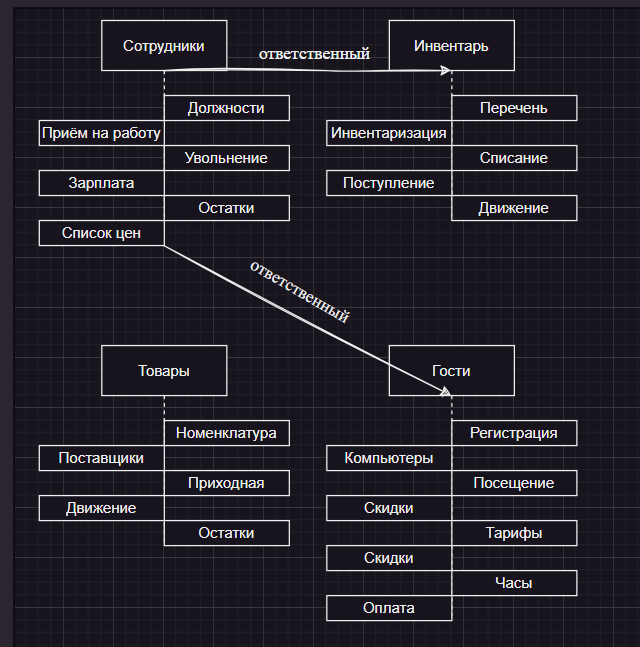 Сотрудники
ответственный
Инвентарь
Должности
Приём на работу
Увольнение
Зарплата
Остатки
Список цен
Перечень
Инвентаризация
Списание
Поступление
Движение
ответственный
Товары
Номенклатура
Поставщики
Приходная
Движение
Остатки
Гости
Регистрация
Компьютеры
Посещение
Скидки
Тарифы
Скидки
Часы
Оплата